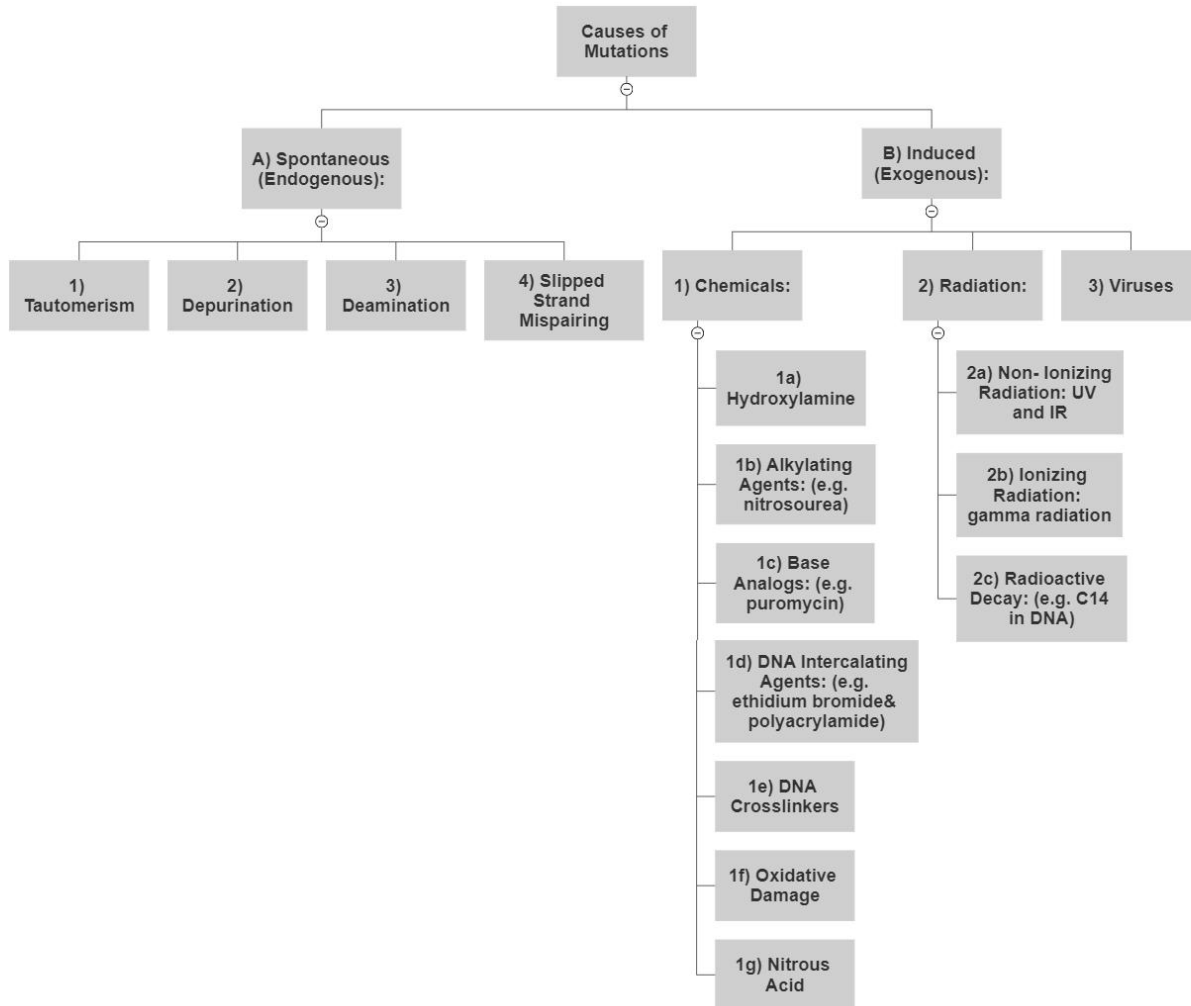 Causes of
Mutations
A) Spontaneous
(Endogenous):
B) Induced
(Exogenous):
1)
Tautomerism
2)
Depurination
3)
Deamination
4) Slipped
Strand
Mispairing
1) Chemicals:
2) Radiation:
3) Viruses
1a)
Hydroxylamine
1b) Alkylating
Agents: (e.g.
nitrosourea)
1c) Base
Analogs: (e.g.
puromycin)
1d) DNA Intercalating
Agents: (e.g.
ethidium bromide&
polyacrylamide)
1e) DNA
Crosslinkers
1f) Oxidative
Damage
1g) Nitrous
Acid
2a) Non- Ionizing
Radiation: UV
and IR
2b) Ionizing
Radiation:
gamma radiation
2c) Radioactive
Decay: (e.g. C14
in DNA)